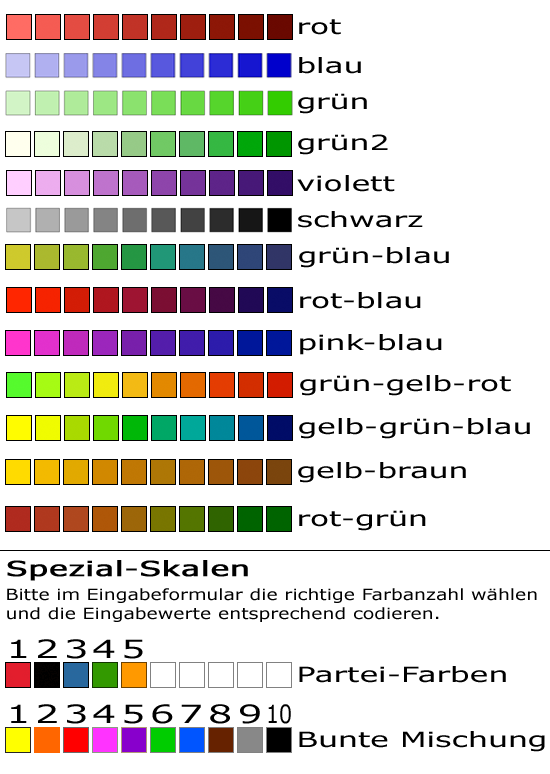 rot
blau
grün
grün2
violett
schwarz
grün-blau
rot-blau
pink-blau
grün-gelb-rot
gelb-grün-blau
gelb-braun
rot-grün
Spezial-Skalen
Bitte im Eingabeformular die richtige Farbanzahl wählen
und die Eingabewerte entsprechend codieren.
1 2 3 4 5
Partei-Farben
1 2 3 4 5 6 7 8 9 10
Bunte Mischung